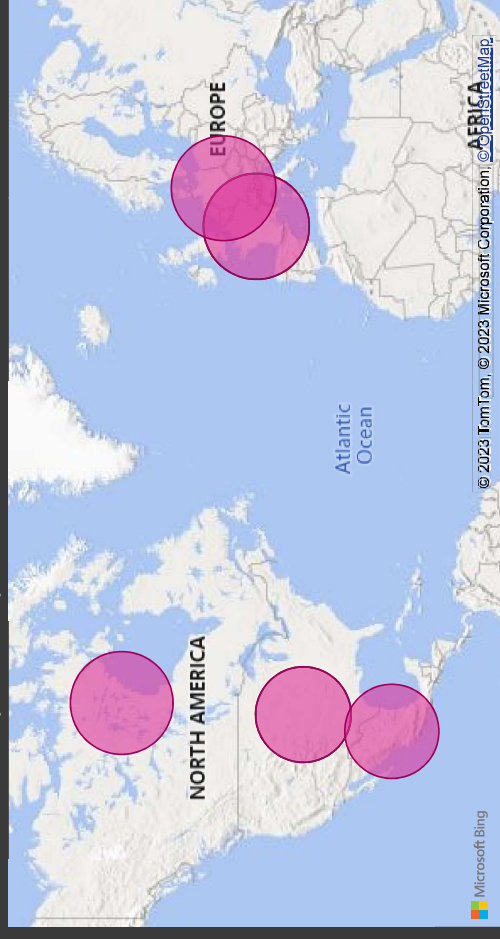 NORTH AMERICA
EUROPE
Atlantic
Ocean
AFRICA
Microsoft Bing
© 2023 TomTom, © 2023 Microsoft Corporation, © OpenStreetMap